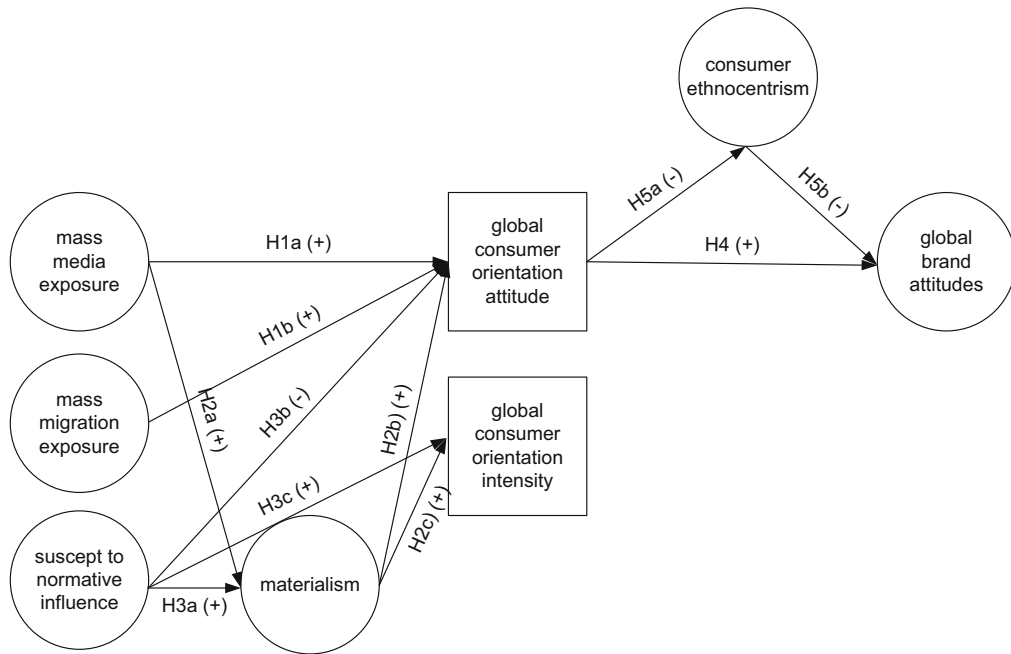 consumer
ethnocentrism
H5a (-)
H5b (-)
mass
media
exposure
H1a (+)
global
consumer
orientation
attitude
H4 (+)
global
brand
attitudes
H1b (+)
mass
migration
exposure
H2a (+)
H3b (-)
H2b) (+)
global
consumer
orientation
intensity
H3c (+)
H2c) (+)
suscept to
normative
influence
H3a (+)
materialism